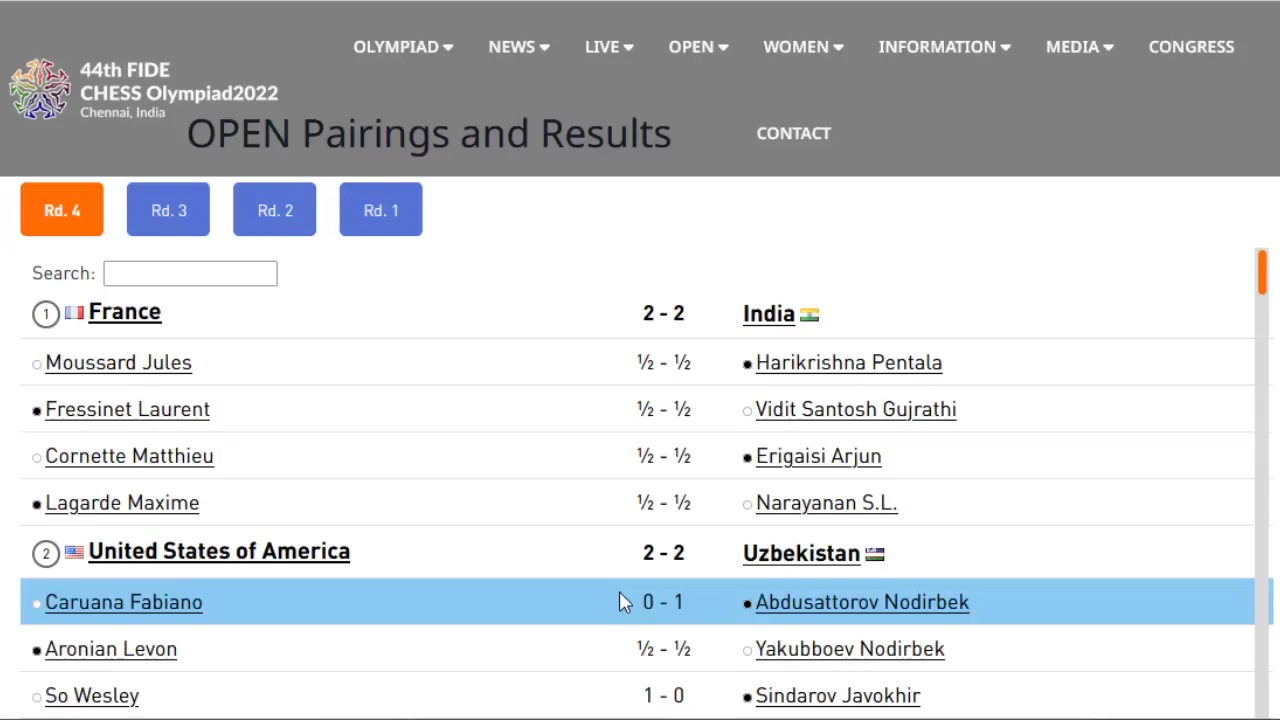 OLYMPIAD NEWS LIVE OPEN WOMEN INFORMATION MEDIA CONGRESS
44th FIDE
CHESS Olympiad2022
Chennai, India
OPEN Pairings and Results
CONTACT
Rd. 4 Rd. 3 Rd. 2 Rd. 1
Search:
1 France 2 - 2 India
Moussard Jules ½ - ½ Harikrishna Pentala
Fressinet Laurent ½ - ½ Vidit Santosh Gujrathi
Cornette Matthieu ½ - ½ Erigaisi Arjun
Lagarde Maxime ½ - ½ Narayanan S.L.
2 United States of America 2 - 2 Uzbekistan
Caruana Fabiano 0 - 1 Abdusattorov Nodirbek
Aronian Levon ½ - ½ Yakubboev Nodirbek
So Wesley 1 - 0 Sindarov Javokhir